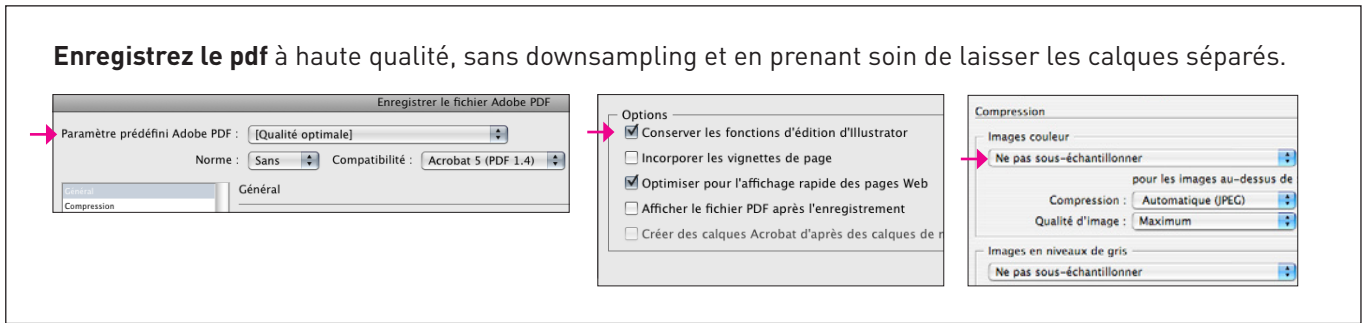 Enregistrez le pdf à haute qualité, sans downsampling et en prenant soin de laisser les calques séparés.
Enregistrer le fichier Adobe PDF
Paramètre prédéfini Adobe PDF : [Qualité optimale]
Norme : Sans Compatibilité : Acrobat 5 (PDF 1.4)
Général
Compression
Général
Options
Conserver les fonctions d'édition d'Illustrator
Incorporer les vignettes de page
Optimiser pour l'affichage rapide des pages Web
Afficher le fichier PDF après l'enregistrement
Créer des calques Acrobat d'après des calques de
Compression
Images couleur
Ne pas sous-échantillonner
pour les images au-dessus de
Compression : Automatique (JPEG)
Qualité d'image : Maximum
Images en niveaux de gris
Ne pas sous-échantillonner